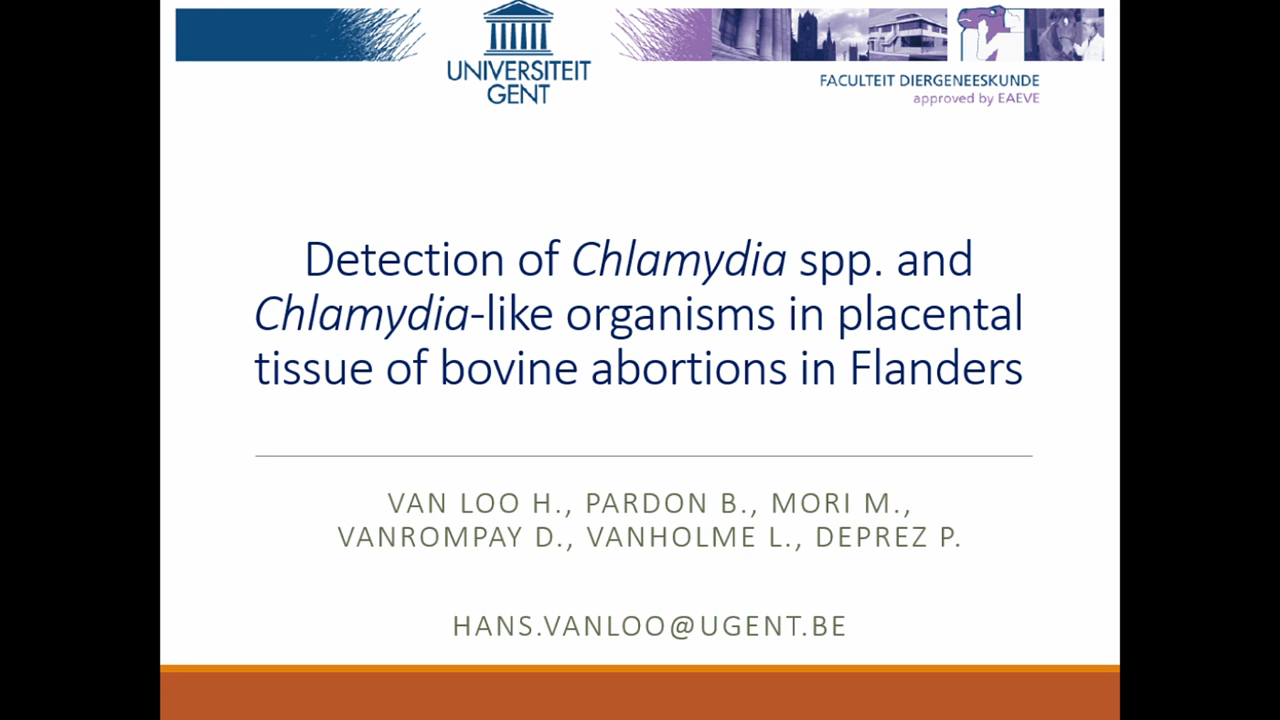 UNIVERSITEIT
GENT
FACULTEIT DIERGENEESKUNDE
approved by EAEVE
Detection of Chlamydia spp. and
Chlamydia-like organisms in placental
tissue of bovine abortions in Flanders
VAN LOO H., PARDON B., MORI M.,
VANROMPAY D., VANHOLME L., DEPREZ P.
HANS.VANLOO@UGENT.BE